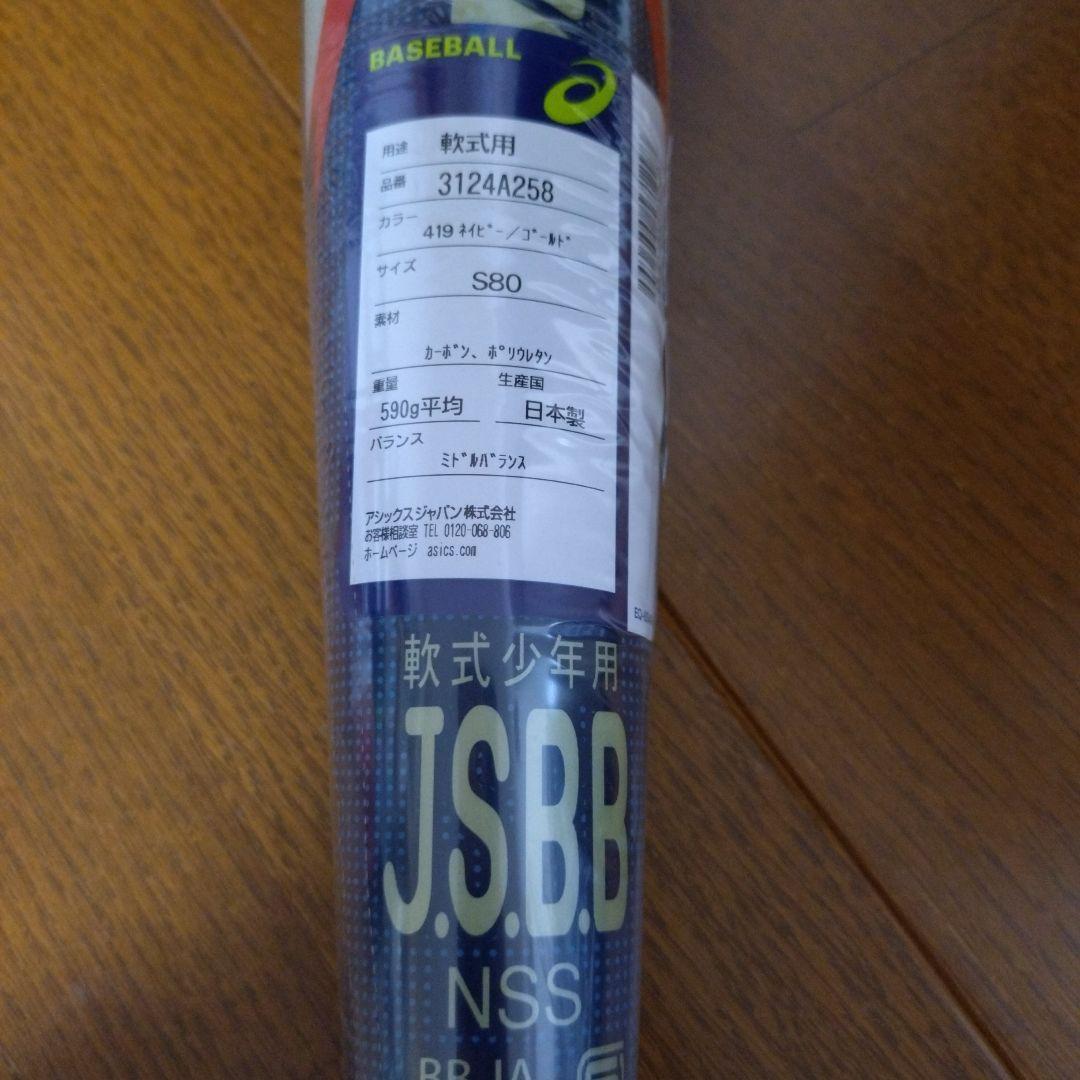 BASEBALL
用途 軟式用
品番 3124A258
カラー 419 ﾈｲﾋﾞｰ／ｺﾞｰﾙﾄﾞ
サイズ S80
素材
ｶｰﾎﾞﾝ、ﾎﾟﾘｳﾚﾀﾝ
重量 生産国
590g平均 日本製
バランス
ﾐﾄﾞﾙﾊﾞﾗﾝｽ
アシックスジャパン株式会社
お客様相談室 TEL 0120-068-806
ホームページ asics.com
軟式少年用
J.S.B.B
NSS